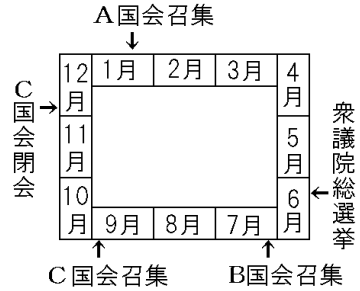 A国会召集
1月 2月 3月
4月
5月
6月
衆議院総選挙
12月
11月
10月
C国会閉会
9月 8月 7月
C国会召集 B国会召集